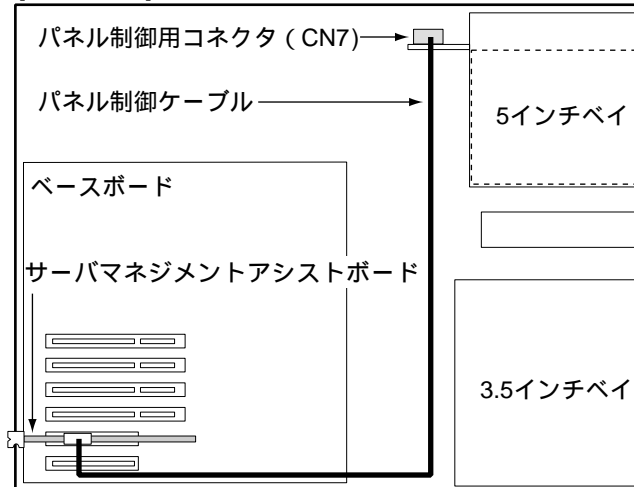 パネル制御用コネクタ（CN7）
パネル制御ケーブル
5インチベイ
ベースボード
サーバマネジメントアシストボード
3.5インチベイ